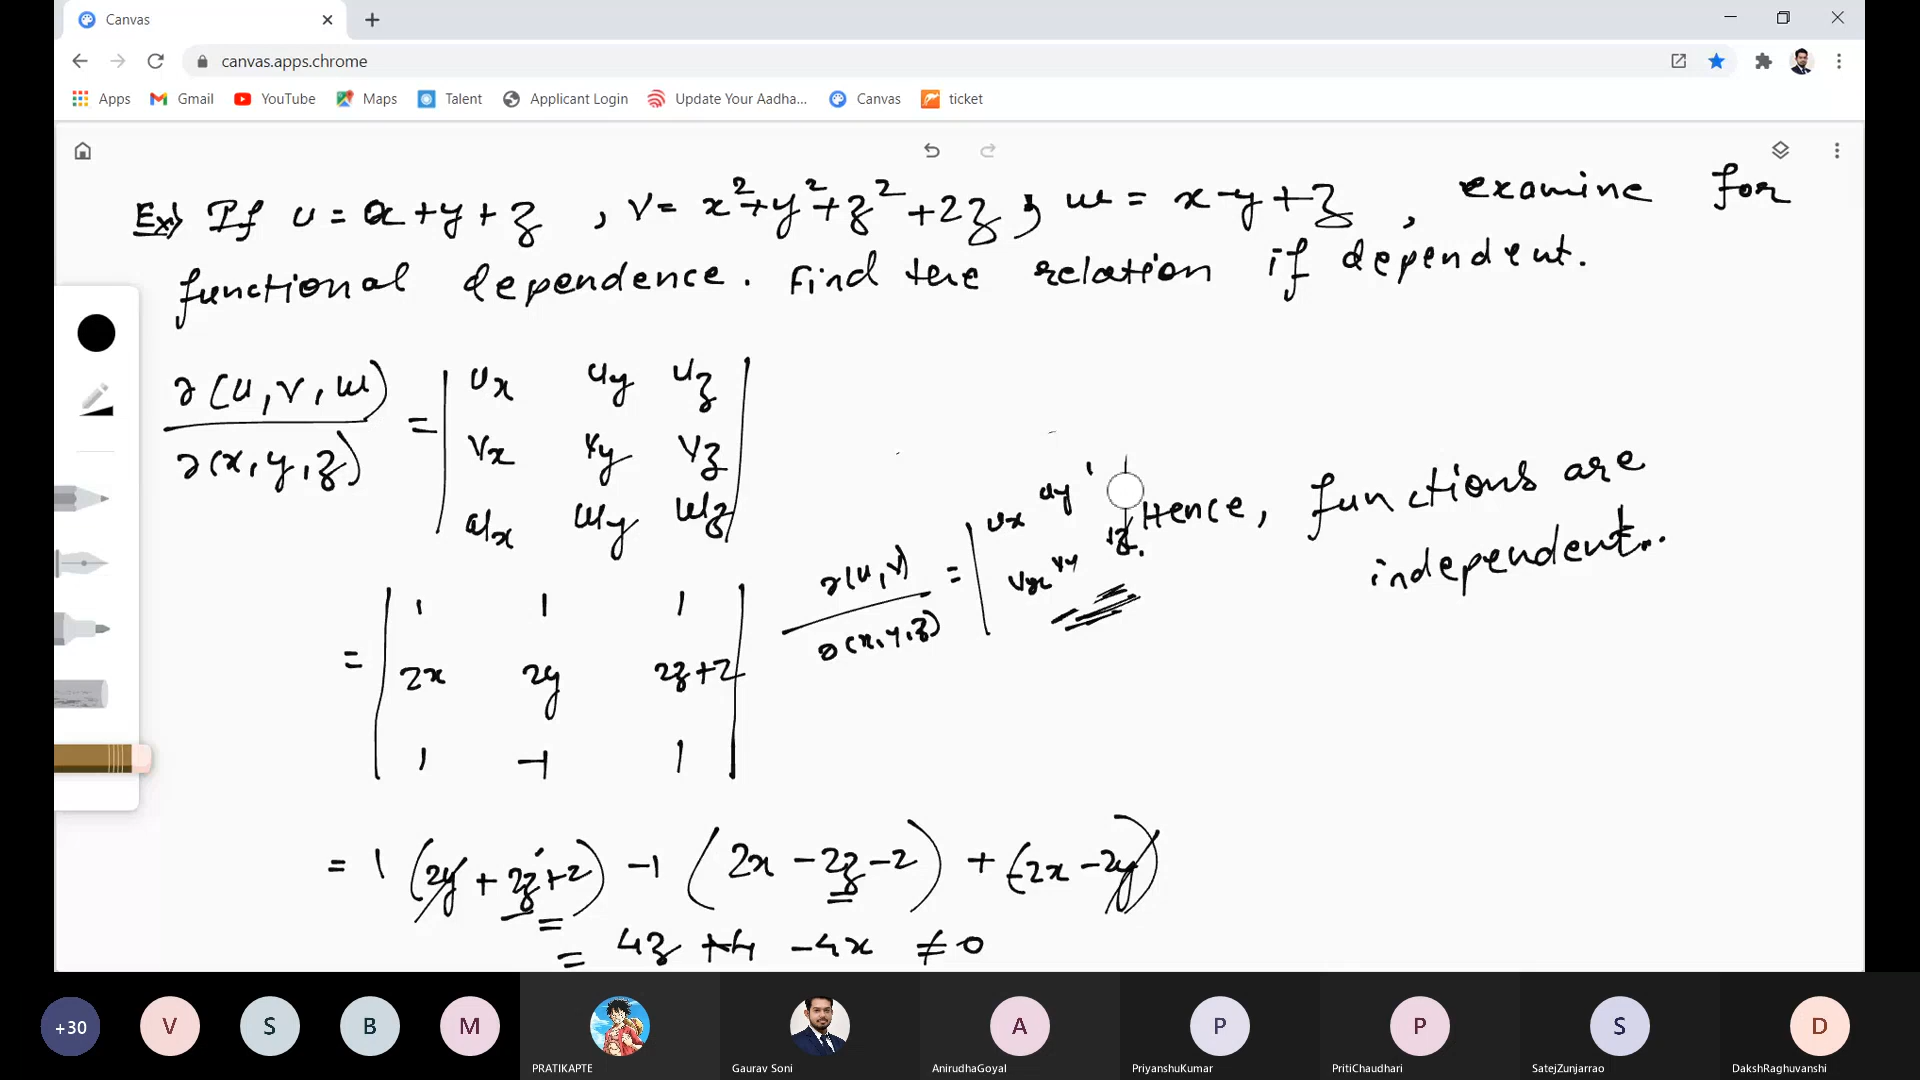 Canvas
canvas.apps.chrome
Apps Gmail YouTube Maps Talent Applicant Login Update Your Aadha... Canvas ticket
Ex) If u = x+y+z , v = x²+y²+z²+2z, w = x-y+z , examine for
functional dependence. Find the relation if dependent.
∂(u,v,w)/∂(x,y,z) = | ux uy uz |
| vx vy vz |
| wx wy wz |
∂(u,v)/∂(x,y,z) = | ux uy
vx vy
Hence, functions are
independent..
= | 1 1 1 |
| 2x 2y 2z+2 |
| 1 -1 1 |
= 1 (2y + 2z+2) -1 (2x -2z-2) + (-2x -2y)
= 4z +4 -4x ≠ 0
+30 V S B M A P P S D
PRATIKAPTE Gaurav Soni AnirudhaGoyal PriyanshuKumar PritiChaudhari SatejZunjarrao DakshRaghuvanshi